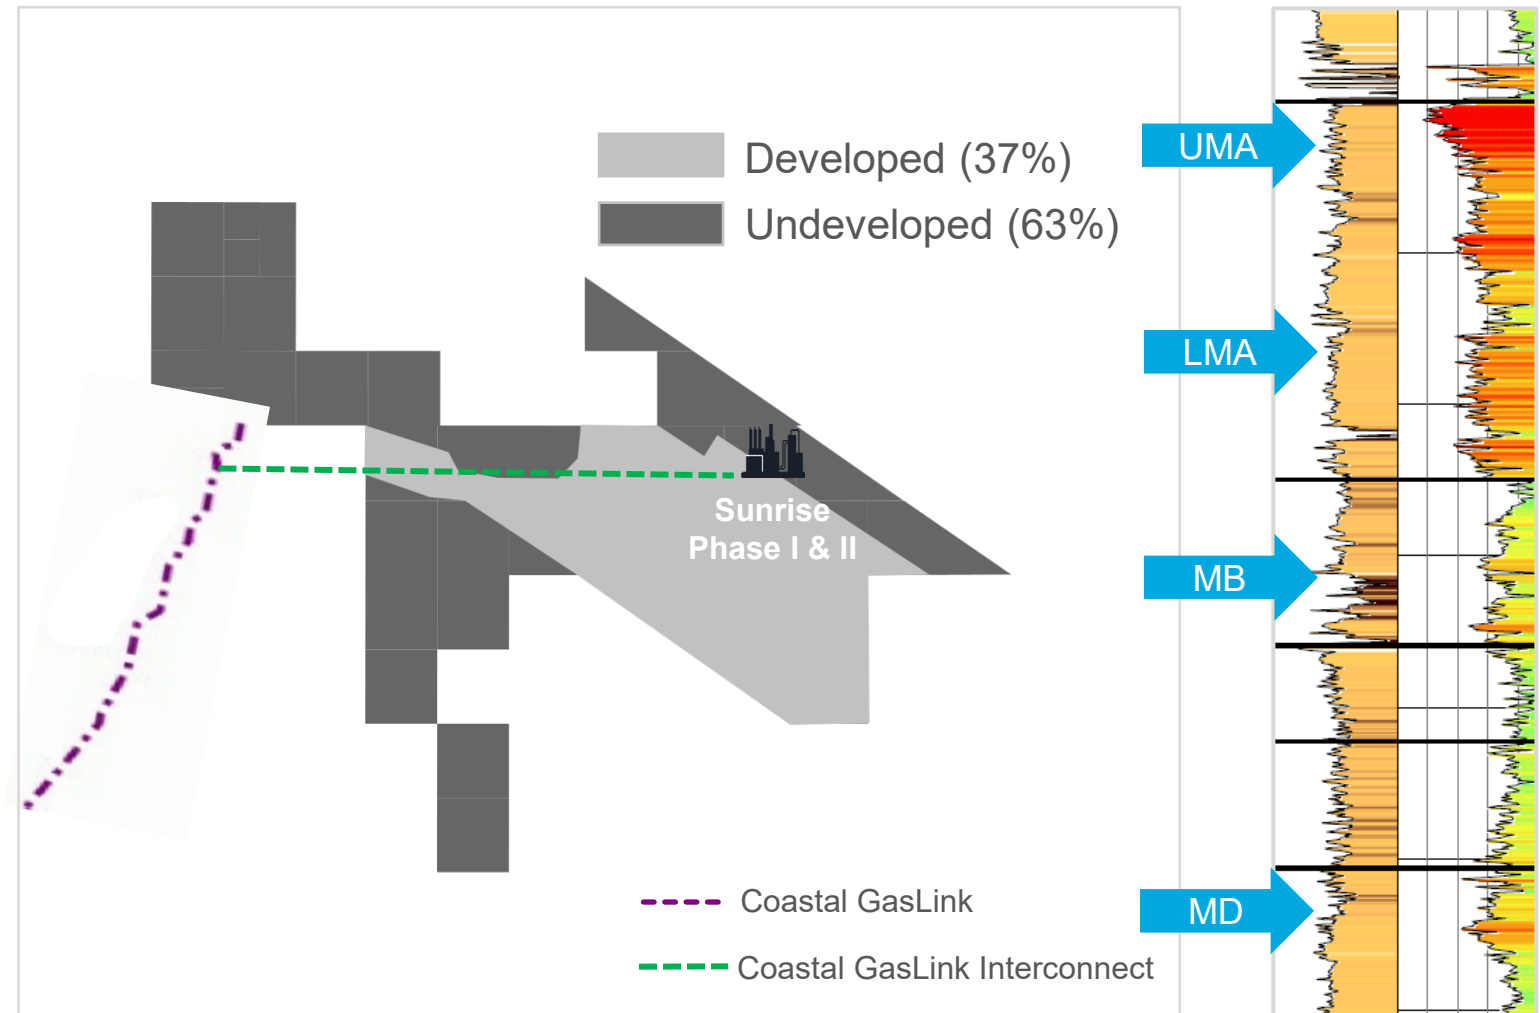 Developed (37%)
Undeveloped (63%)
Sunrise
Phase I & II
Coastal GasLink
Coastal GasLink Interconnect
UMA
LMA
MB
MD